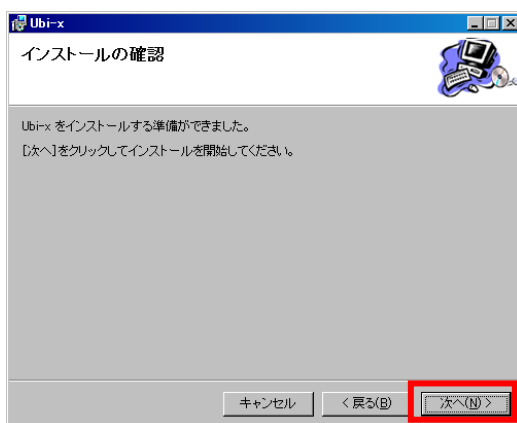 Ubi-x
インストールの確認
Ubi-x をインストールする準備ができました。
[次へ]をクリックしてインストールを開始してください。
キャンセル
< 戻る(B)
次へ(N) >